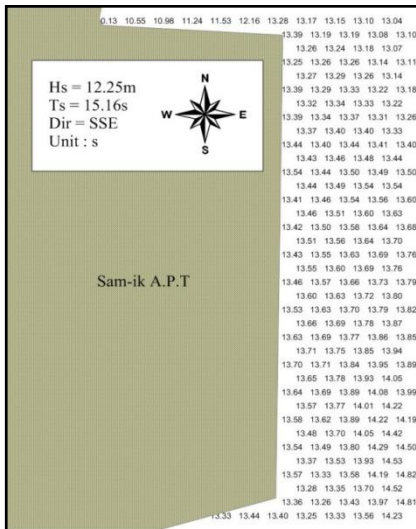 0.13 10.55 10.98 11.24 11.53 12.16 13.28 13.17 13.15 13.10 13.04
13.39 13.19 13.19 13.08 13.10
13.26 13.24 13.18 13.07
13.25 13.26 13.26 13.14 13.11
Hs = 12.25m
Ts = 15.16s
Dir = SSE
Unit : s
N
W E
S
13.27 13.29 13.26 13.14
13.39 13.29 13.33 13.22 13.18
13.32 13.34 13.33 13.22
13.39 13.34 13.37 13.31 13.26
13.37 13.40 13.40 13.33
13.44 13.40 13.44 13.41 13.40
13.43 13.46 13.48 13.44
13.54 13.44 13.50 13.49 13.50
13.44 13.49 13.54 13.54
13.41 13.46 13.54 13.56 13.60
13.46 13.51 13.60 13.63
13.42 13.50 13.58 13.64 13.68
13.51 13.56 13.64 13.70
13.43 13.55 13.63 13.69 13.76
Sam-ik A.P.T
13.55 13.60 13.69 13.76
13.46 13.57 13.66 13.73 13.79
13.60 13.63 13.72 13.80
13.53 13.63 13.70 13.79 13.82
13.66 13.69 13.78 13.87
13.63 13.69 13.77 13.86 13.85
13.71 13.75 13.85 13.94
13.70 13.71 13.84 13.95 13.89
13.65 13.78 13.93 14.05
13.64 13.69 13.89 14.08 13.99
13.57 13.77 14.01 14.22
13.58 13.62 13.89 14.22 14.19
13.48 13.70 14.05 14.42
13.54 13.49 13.80 14.29 14.50
13.37 13.53 13.93 14.53
13.57 13.33 13.58 14.19 14.82
13.28 13.35 13.70 14.52
13.36 13.26 13.43 13.97 14.81
13.33 13.44 13.40 13.25 13.33 13.56 14.23